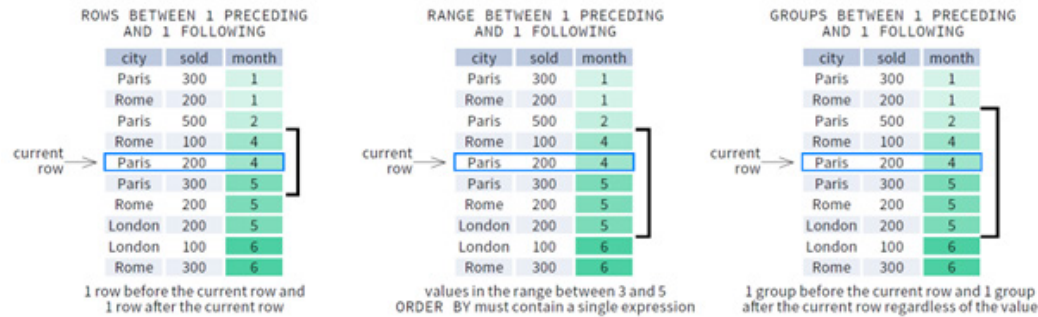 ROWS BETWEEN 1 PRECEDING
AND 1 FOLLOWING
city sold month
Paris 300 1
Rome 200 1
Paris 500 2
Rome 100 4
current
row
Paris 200 4
Paris 300 5
Rome 200 5
London 200 5
London 100 6
Rome 300 6
1 row before the current row and
1 row after the current row
RANGE BETWEEN 1 PRECEDING
AND 1 FOLLOWING
city sold month
Paris 300 1
Rome 200 1
Paris 500 2
Rome 100 4
current
row
Paris 200 4
Paris 300 5
Rome 200 5
London 200 5
London 100 6
Rome 300 6
values in the range between 3 and 5
ORDER BY must contain a single expression
GROUPS BETWEEN 1 PRECEDING
AND 1 FOLLOWING
city sold month
Paris 300 1
Rome 200 1
Paris 500 2
Rome 100 4
current
row
Paris 200 4
Paris 300 5
Rome 200 5
London 200 5
London 100 6
Rome 300 6
1 group before the current row and 1 group
after the current row regardless of the value